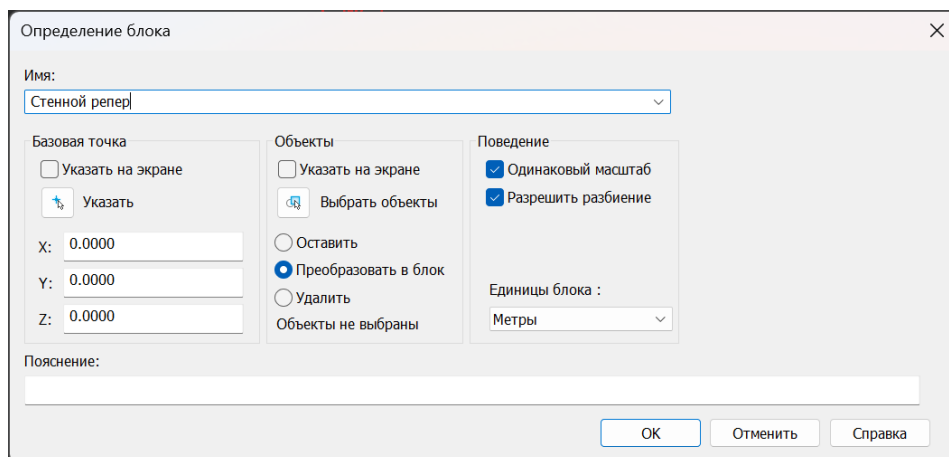 Определение блока
Имя:
Стенной репер
Базовая точка
Указать на экране
Указать
X: 0.0000
Y: 0.0000
Z: 0.0000
Объекты
Указать на экране
Выбрать объекты
Оставить
Преобразовать в блок
Удалить
Объекты не выбраны
Поведение
Одинаковый масштаб
Разрешить разбиение
Единицы блока :
Метры
Пояснение:
OK Отменить Справка